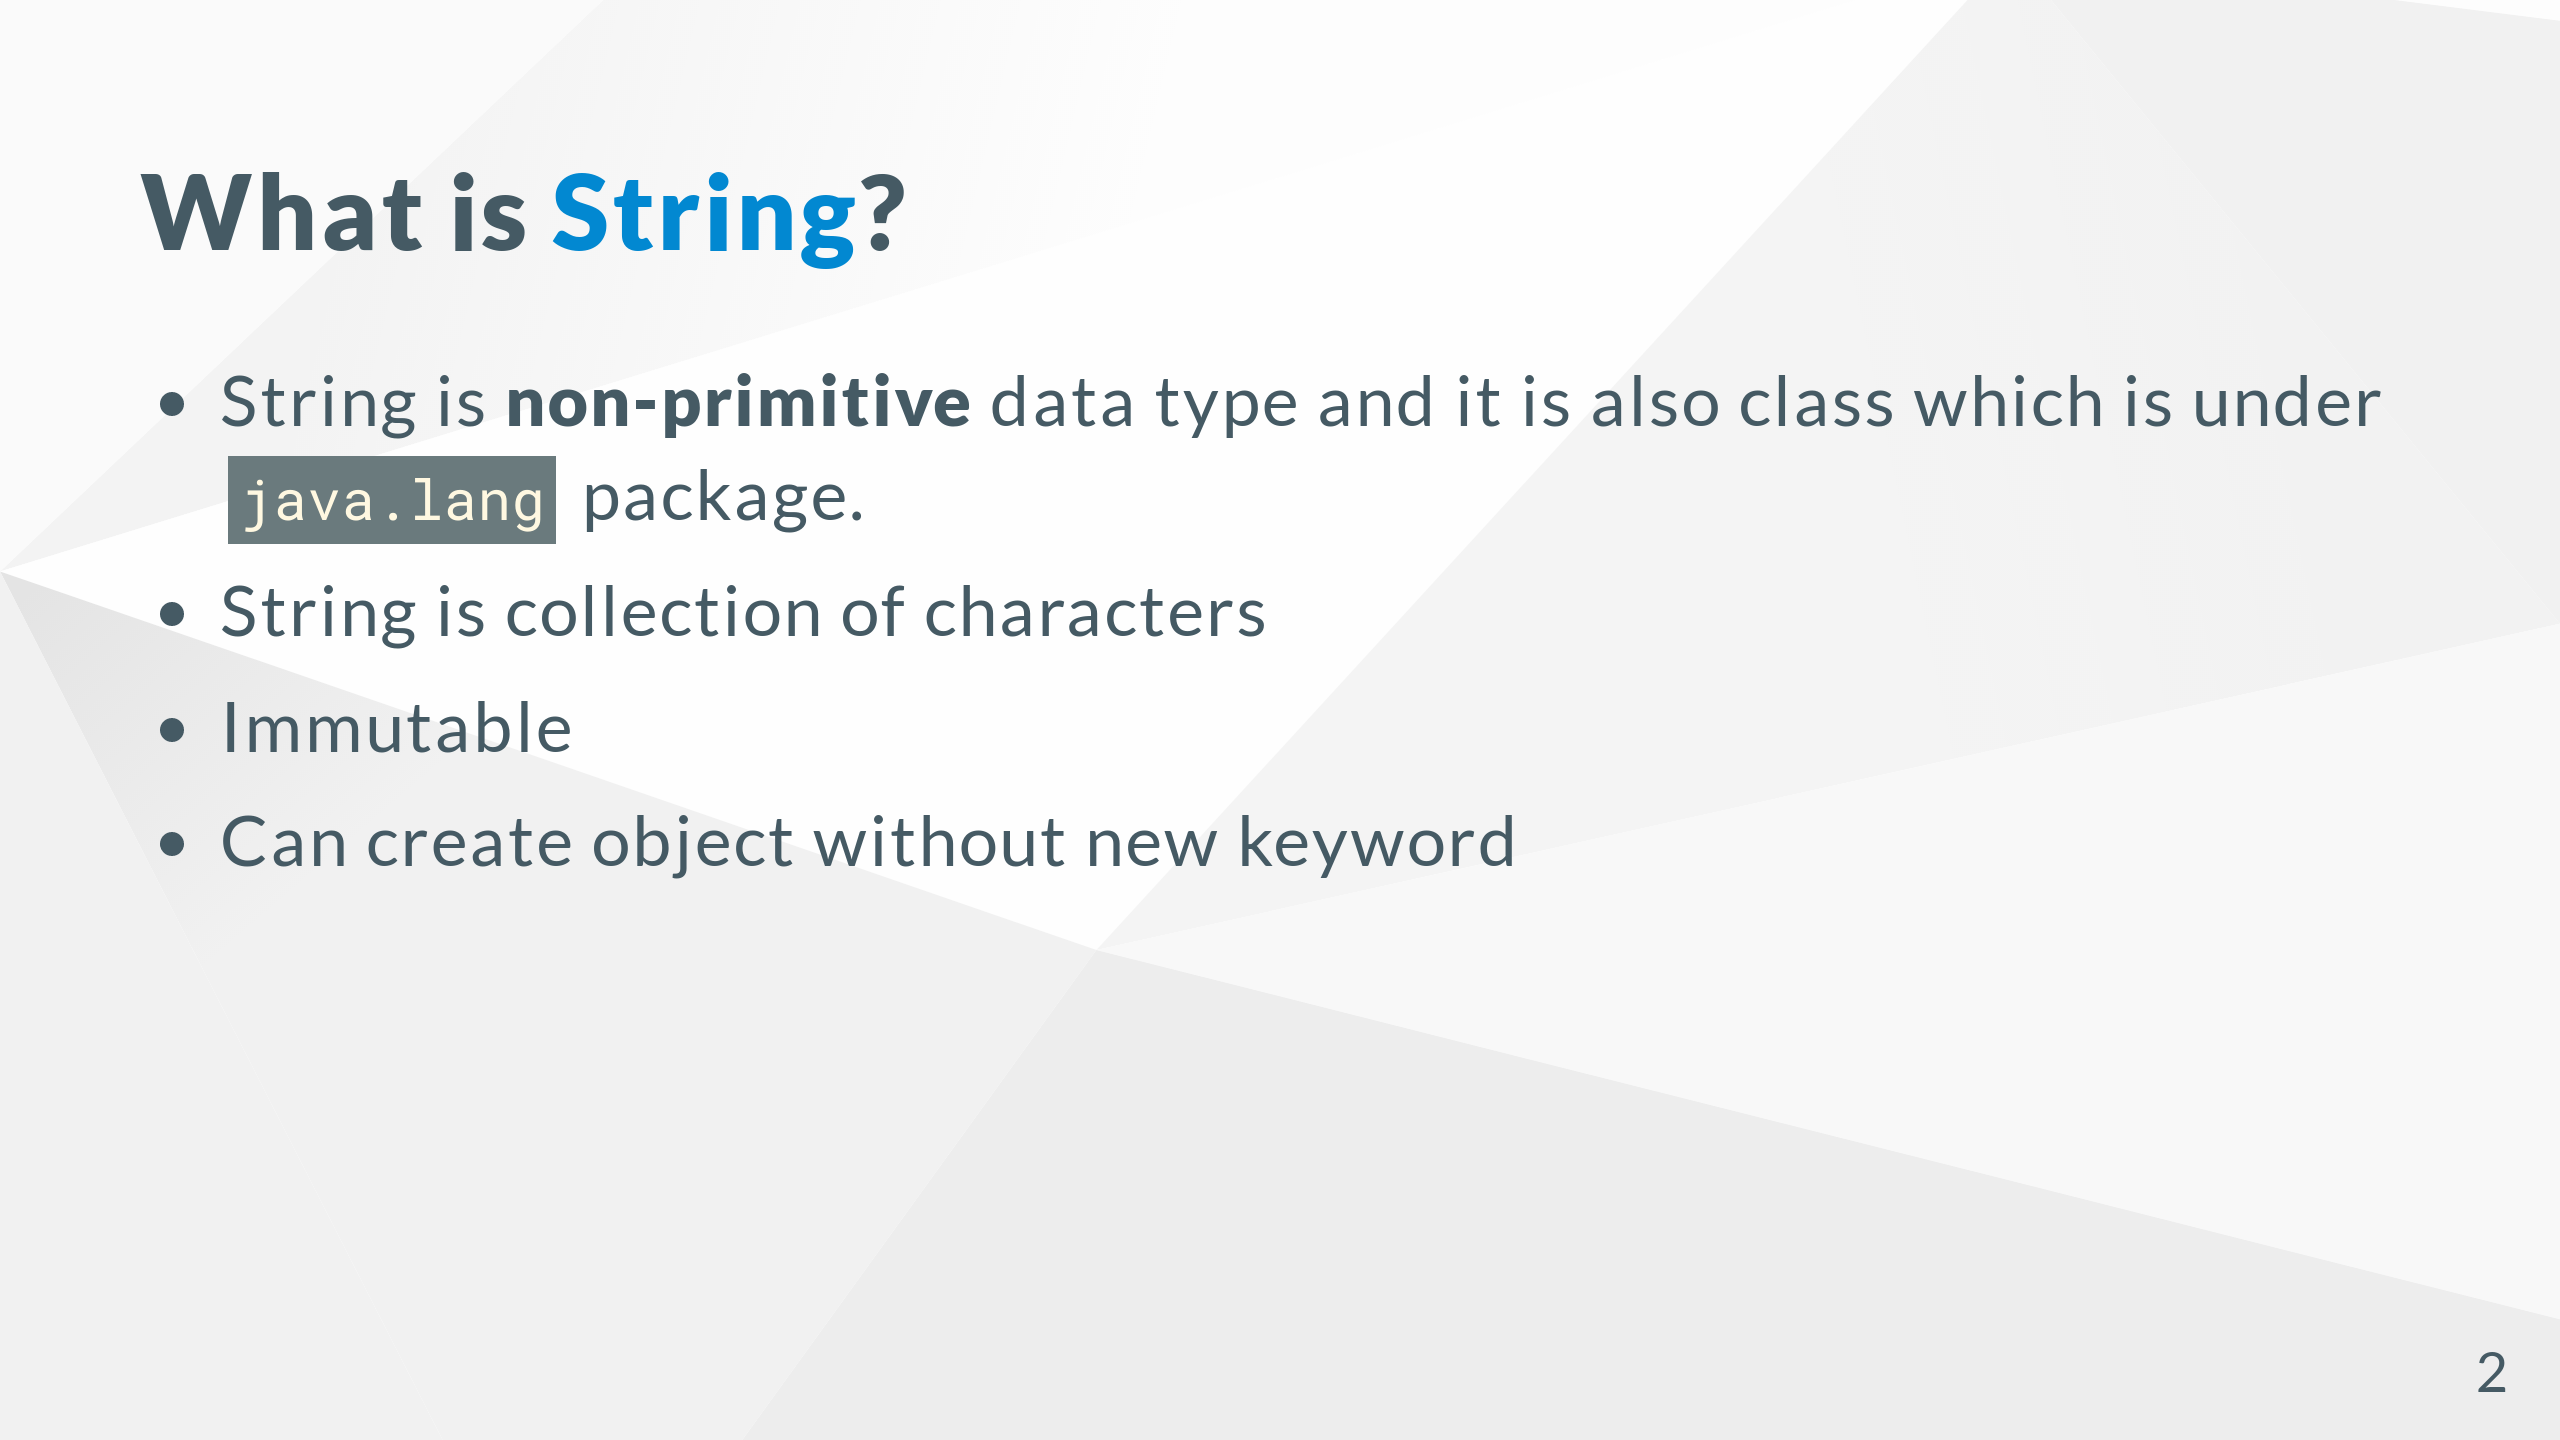 What is String?
• String is non-primitive data type and it is also class which is under
java.lang package.
• String is collection of characters
• Immutable
• Can create object without new keyword
2